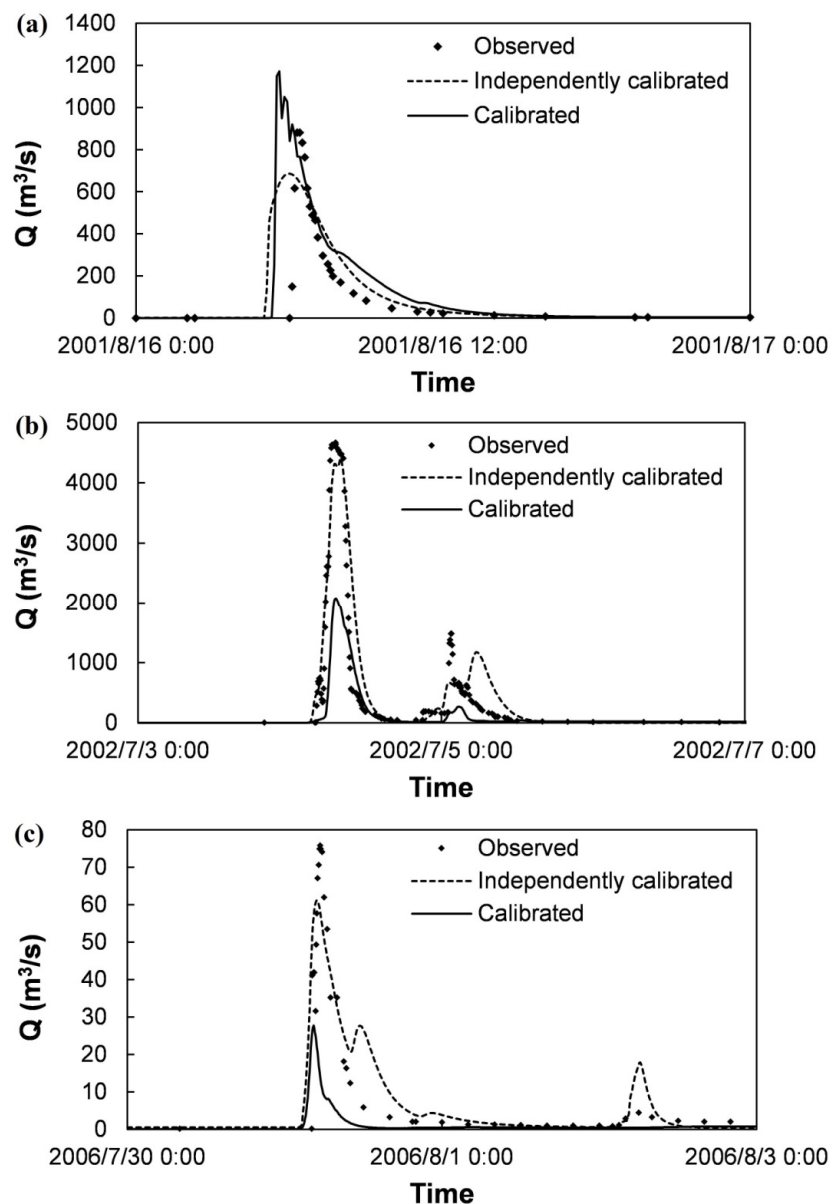 (a)
1400
1200
1000
800
600
400
200
0
Q (m³/s)
Observed
Independently calibrated
Calibrated
2001/8/16 0:00 2001/8/16 12:00 2001/8/17 0:00
Time
(b)
5000
4000
3000
2000
1000
0
Q (m³/s)
Observed
Independently calibrated
Calibrated
2002/7/3 0:00 2002/7/5 0:00 2002/7/7 0:00
Time
(c)
80
70
60
50
40
30
20
10
0
Q (m³/s)
Observed
Independently calibrated
Calibrated
2006/7/30 0:00 2006/8/1 0:00 2006/8/3 0:00
Time